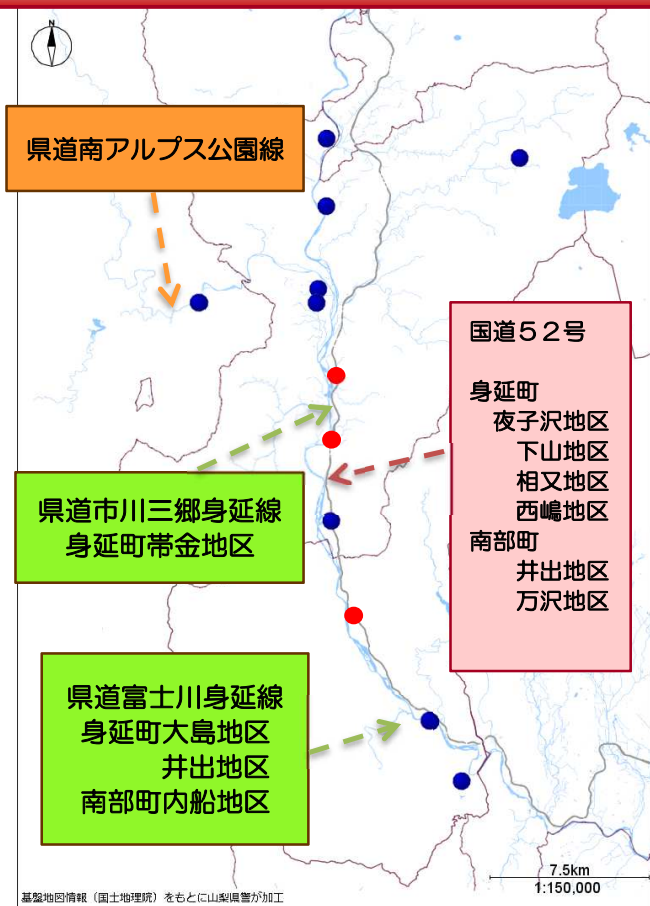 N
県道南アルプス公園線
国道５２号
身延町
夜子沢地区
下山地区
相又地区
西嶋地区
南部町
井出地区
万沢地区
県道市川三郷身延線
身延町帯金地区
県道富士川身延線
身延町大島地区
井出地区
南部町内船地区
7.5km
1:150,000
基盤地図情報（国土地理院）をもとに山梨県警が加工